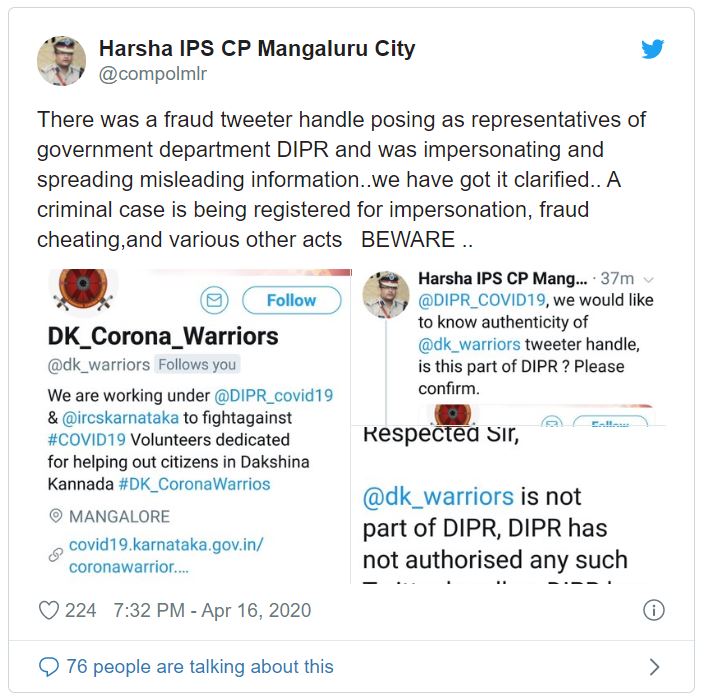 Harsha IPS CP Mangaluru City
@compolmlr
There was a fraud tweeter handle posing as representatives of
government department DIPR and was impersonating and
spreading misleading information..we have got it clarified.. A
criminal case is being registered for impersonation, fraud
cheating,and various other acts   BEWARE ..
Follow
DK_Corona_Warriors
@dk_warriors Follows you
We are working under @DIPR_covid19
& @ircskarnataka to fightagainst
#COVID19 Volunteers dedicated
for helping out citizens in Dakshina
Kannada #DK_CoronaWarrios
MANGALORE
covid19.karnataka.gov.in/
coronawarrior....
Harsha IPS CP Mang... · 37m
@DIPR_COVID19, we would like
to know authenticity of
@dk_warriors tweeter handle,
is this part of DIPR ? Please
confirm.
Follow
Respected Sir,
@dk_warriors is not
part of DIPR, DIPR has
not authorised any such
224 7:32 PM - Apr 16, 2020
76 people are talking about this